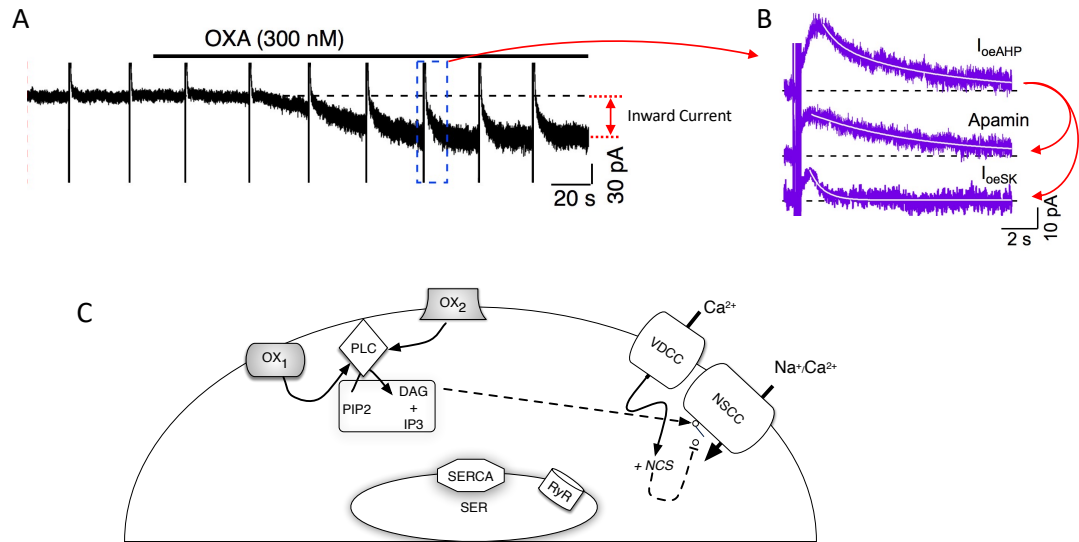 A
OXA (300 nM)
Inward Current
20 s
30 pA
B
IoeAHP
Apamin
IoeSK
2 s
10 pA
C
OX2
OX1
PLC
PIP2
DAG
+
IP3
VDCC
Ca²⁺
NSCC
Na⁺/Ca²⁺
+ NCS
SERCA
SER
RyR